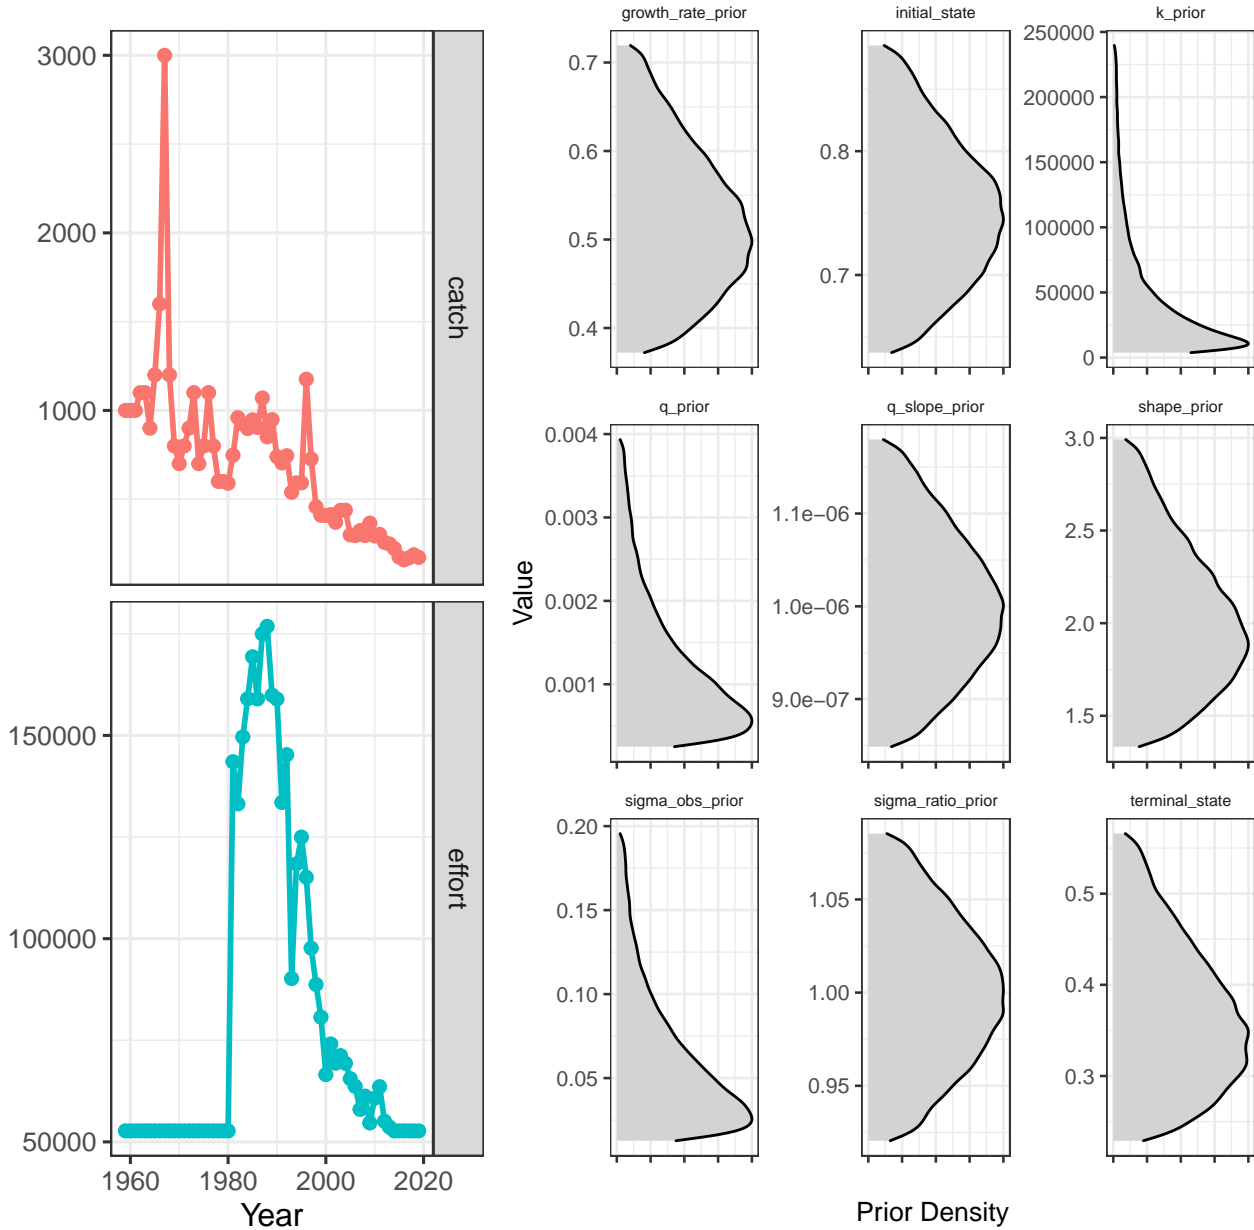 3000
2000
1000
catch
150000
100000
50000
effort
1960 1980 2000 2020
Year
Value
growth_rate_prior
0.7
0.6
0.5
0.4
initial_state
0.8
0.7
k_prior
250000
200000
150000
100000
50000
0
q_prior
0.004
0.003
0.002
0.001
q_slope_prior
1.1e−06
1.0e−06
9.0e−07
shape_prior
3.0
2.5
2.0
1.5
sigma_obs_prior
0.20
0.15
0.10
0.05
sigma_ratio_prior
1.05
1.00
0.95
terminal_state
0.5
0.4
0.3
Prior Density